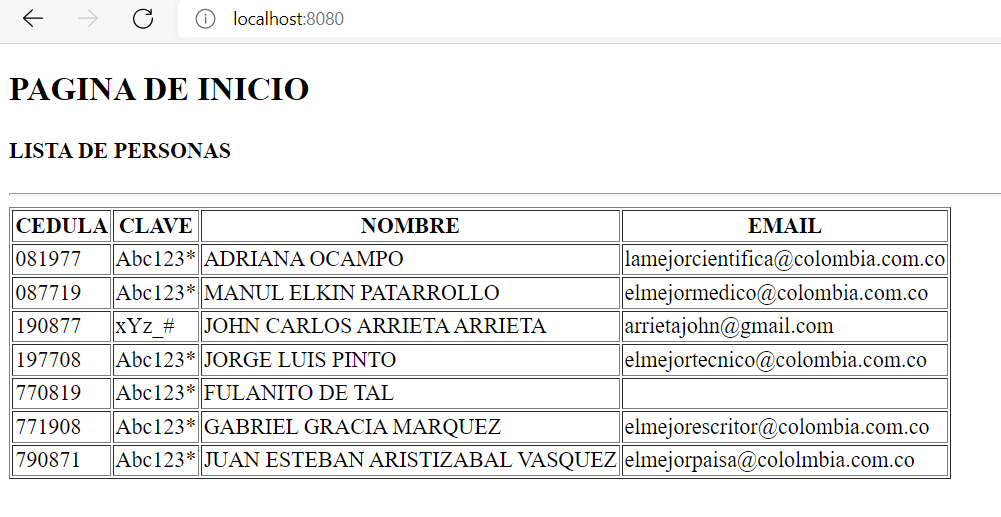 localhost:8080
PAGINA DE INICIO
LISTA DE PERSONAS
CEDULA CLAVE NOMBRE EMAIL
081977 Abc123* ADRIANA OCAMPO lamejorcientifica@colombia.com.co
087719 Abc123* MANUL ELKIN PATARROLLO elmejormedico@colombia.com.co
190877 xYz_# JOHN CARLOS ARRIETA ARRIETA arrietajohn@gmail.com
197708 Abc123* JORGE LUIS PINTO elmejortecnico@colombia.com.co
770819 Abc123* FULANITO DE TAL
771908 Abc123* GABRIEL GRACIA MARQUEZ elmejorescritor@colombia.com.co
790871 Abc123* JUAN ESTEBAN ARISTIZABAL VASQUEZ elmejorpaisa@cololmbia.com.co